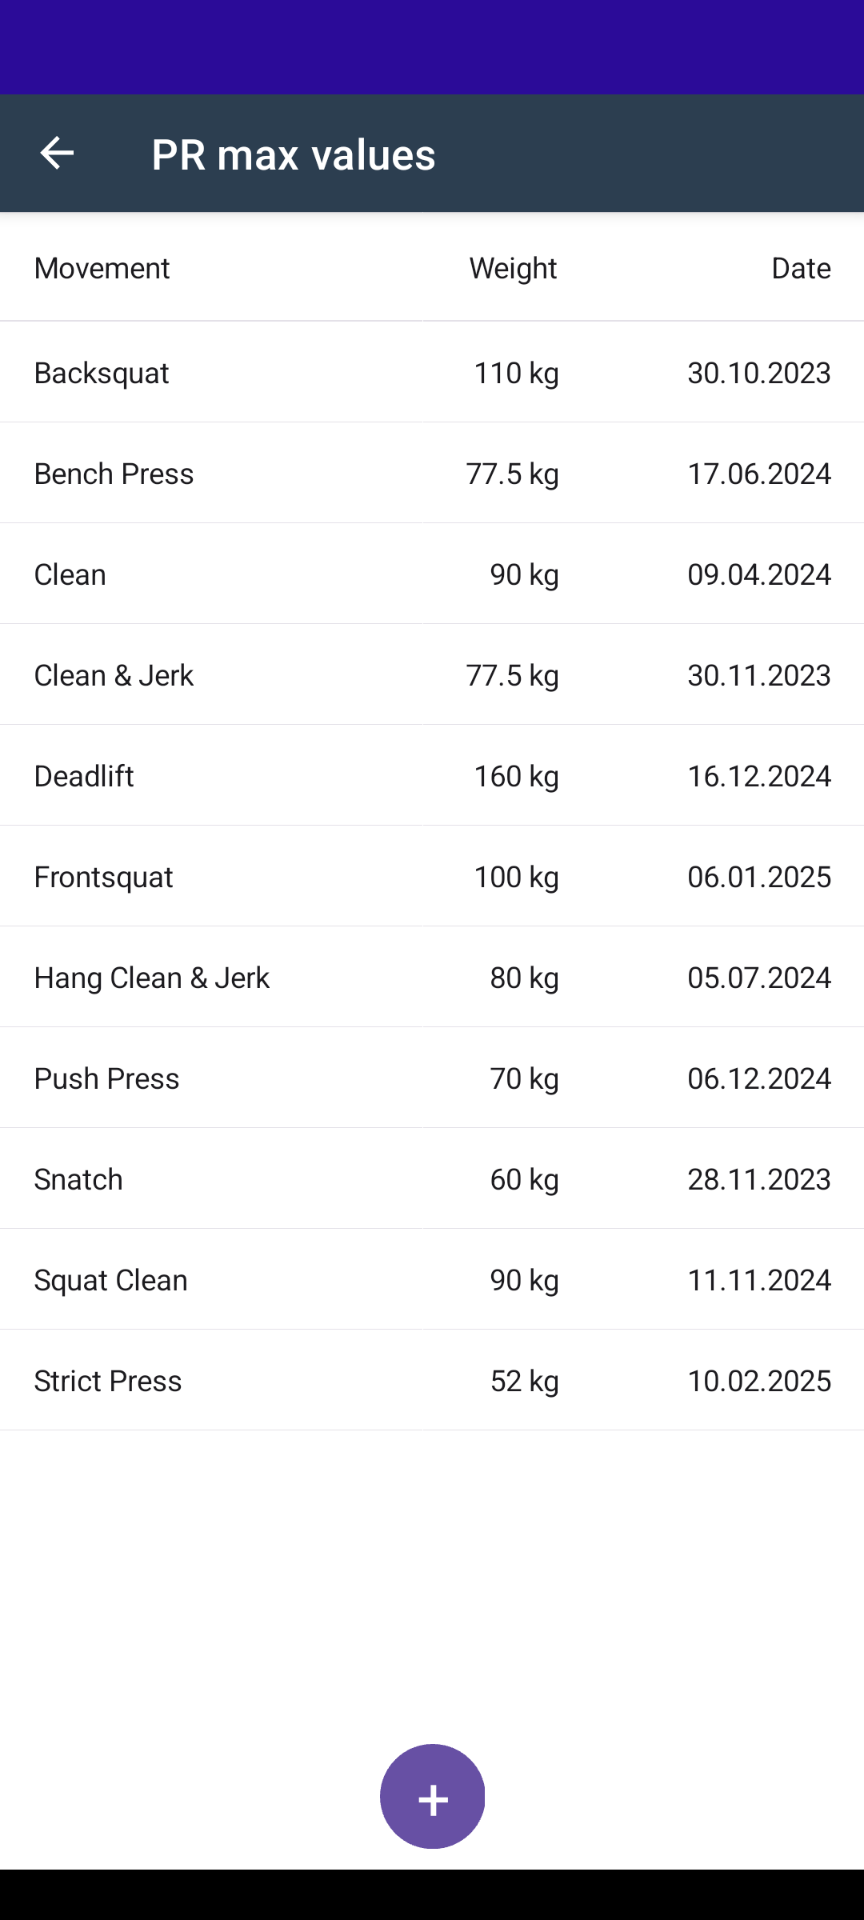 PR max values
Movement Weight Date
Backsquat 110 kg 30.10.2023
Bench Press 77.5 kg 17.06.2024
Clean 90 kg 09.04.2024
Clean & Jerk 77.5 kg 30.11.2023
Deadlift 160 kg 16.12.2024
Frontsquat 100 kg 06.01.2025
Hang Clean & Jerk 80 kg 05.07.2024
Push Press 70 kg 06.12.2024
Snatch 60 kg 28.11.2023
Squat Clean 90 kg 11.11.2024
Strict Press 52 kg 10.02.2025
+